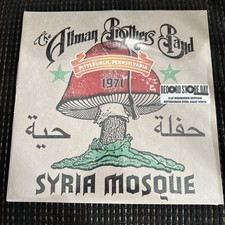 The Allman Brothers Band
PITTSBURGH, PENNSYLVANIA
1971
RECORD STORE DAY
حفلة حية
SYRIA MOSQUE